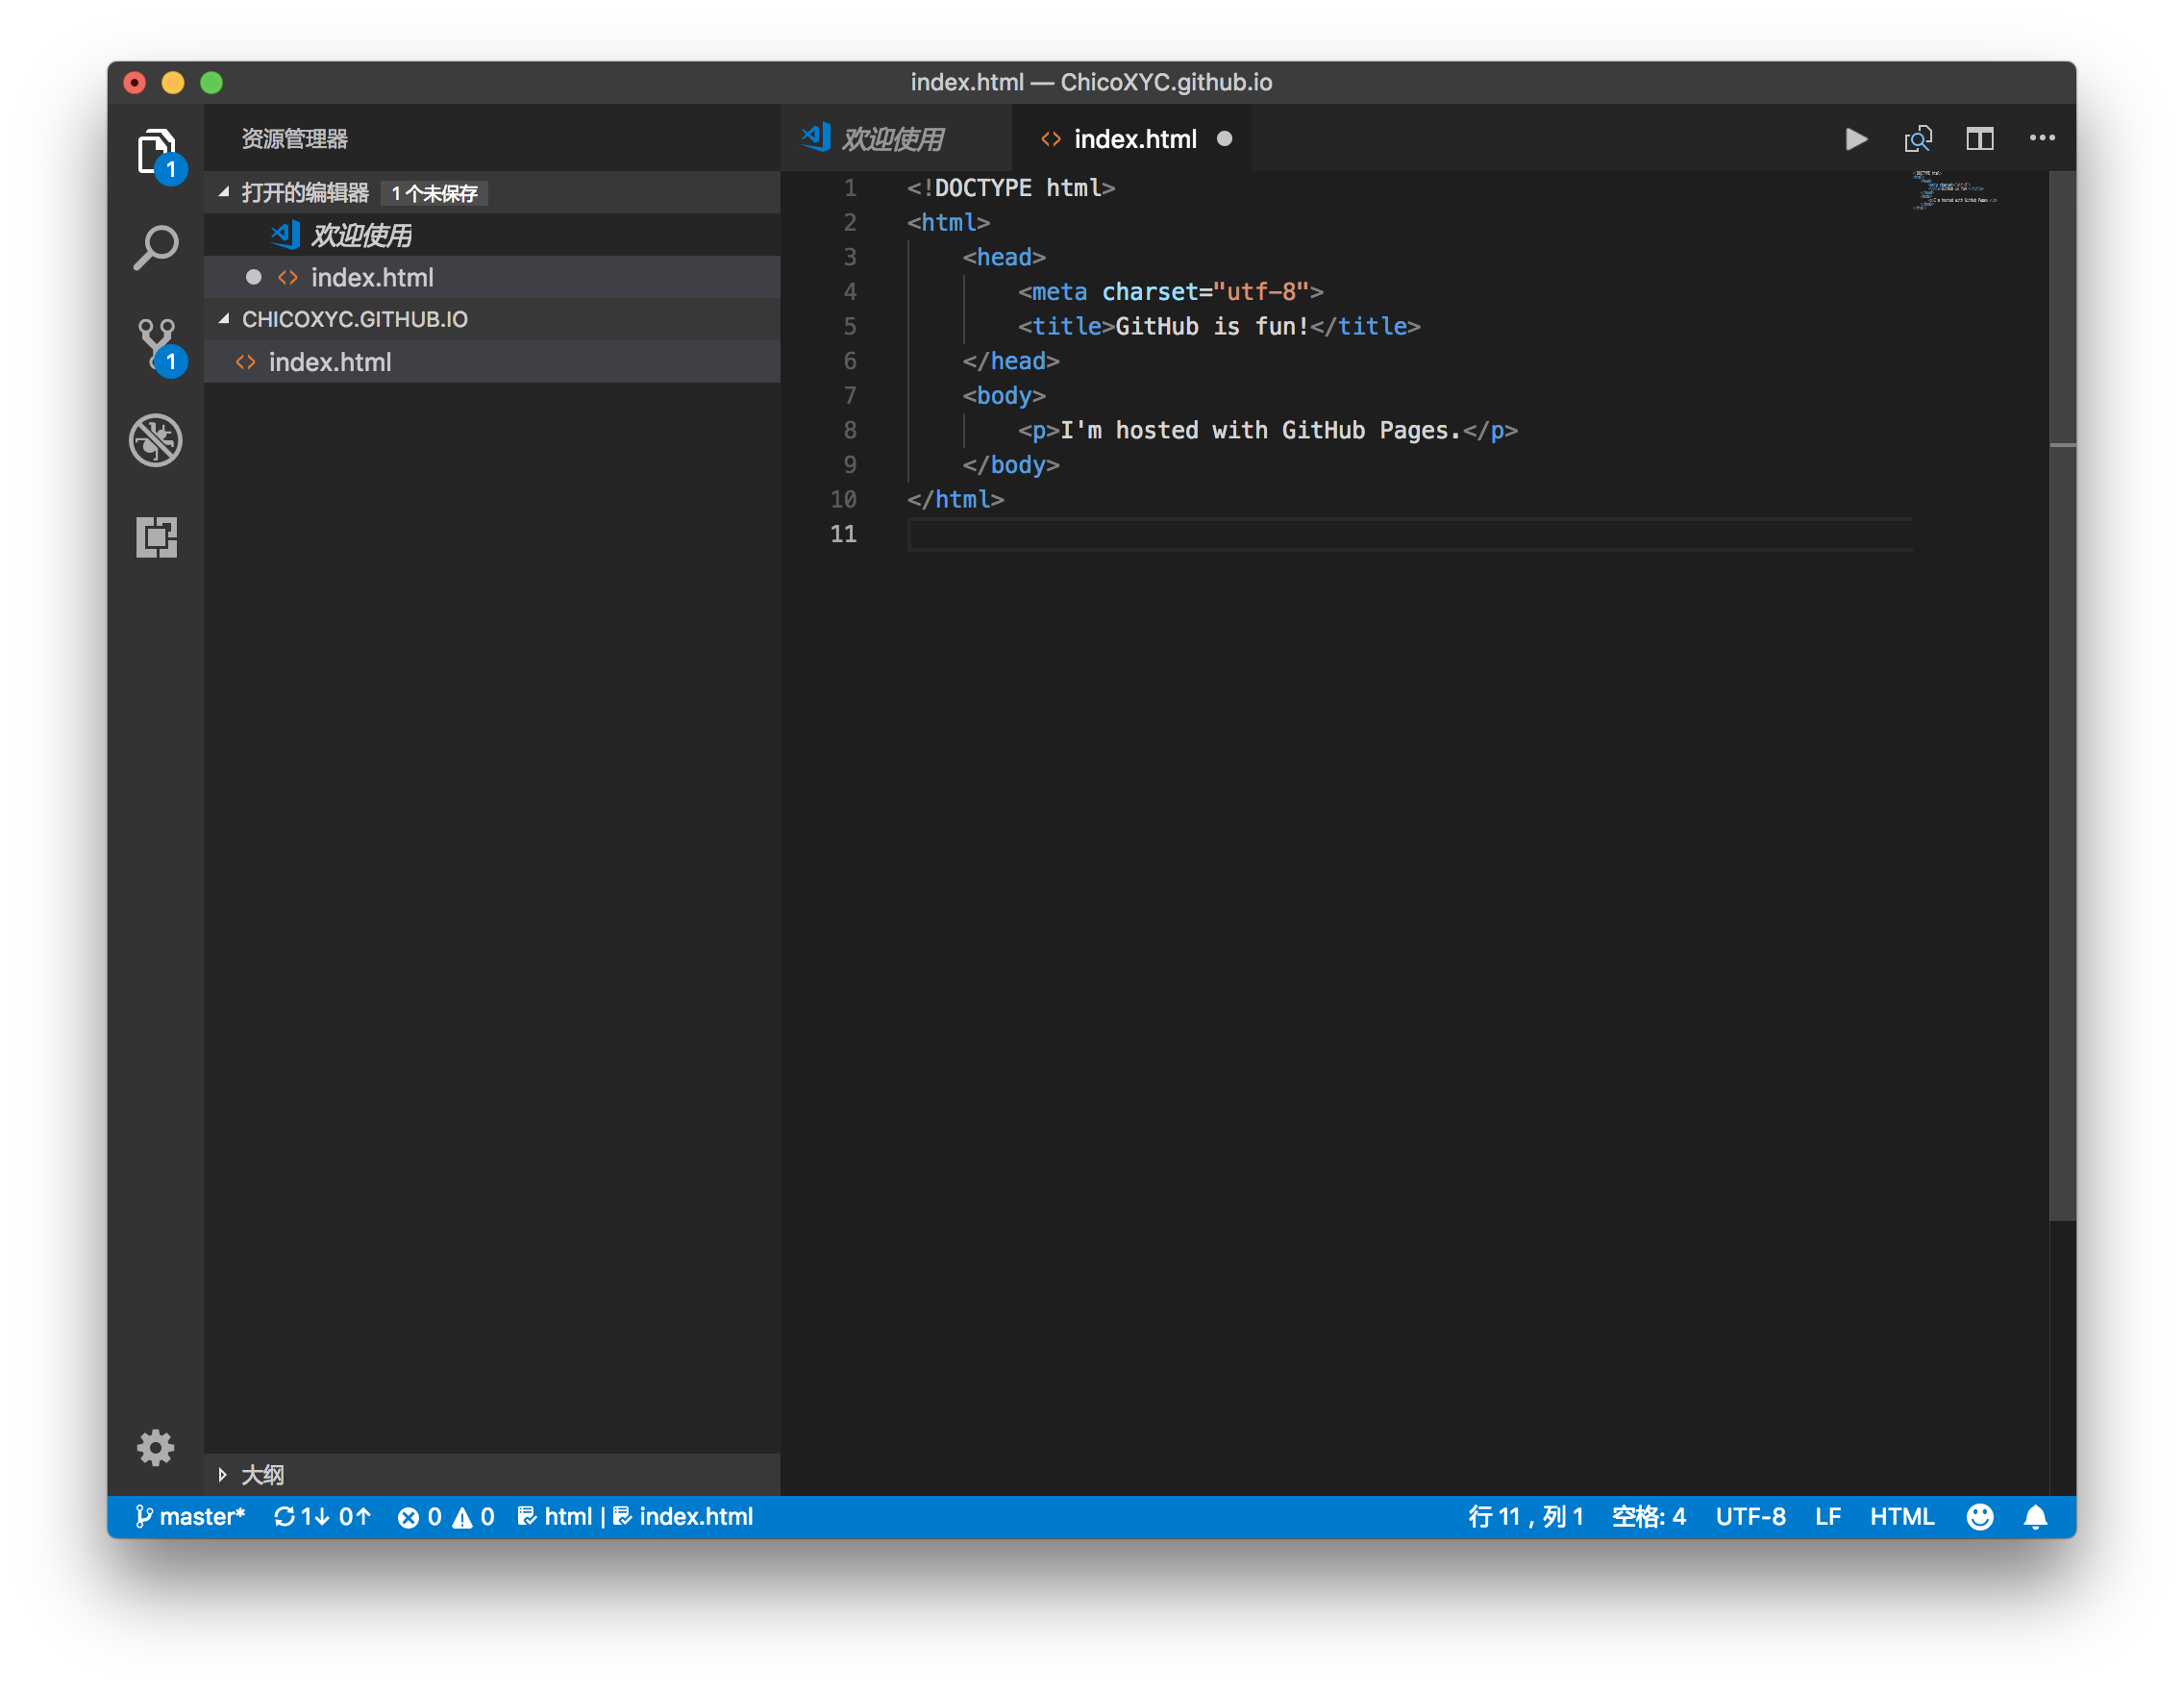 index.html — ChicoXYC.github.io
资源管理器
打开的编辑器 1 个未保存
欢迎使用
index.html
CHICOXYC.GITHUB.IO
index.html
大纲
1
1
欢迎使用
index.html
1 <!DOCTYPE html>
2 <html>
3     <head>
4         <meta charset="utf-8">
5         <title>GitHub is fun!</title>
6     </head>
7     <body>
8         <p>I'm hosted with GitHub Pages.</p>
9     </body>
10 </html>
11
master* 1↓ 0↑ 0 0 html | index.html 行 11，列 1 空格: 4 UTF-8 LF HTML